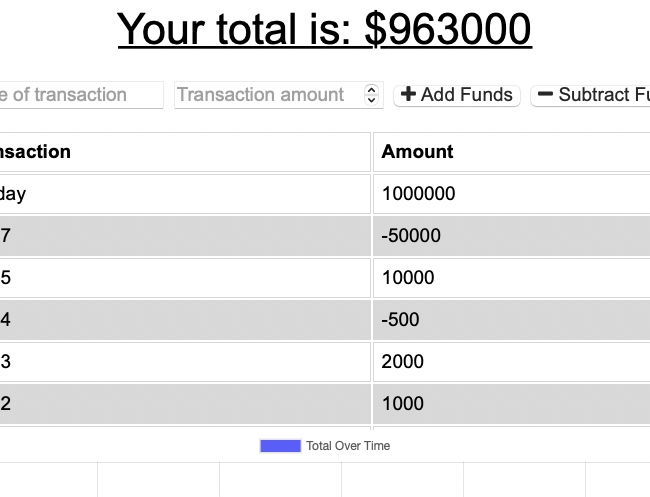 Your total is: $963000
e of transaction Transaction amount Add Funds Subtract Fu
nsaction Amount
day 1000000
7 -50000
5 10000
4 -500
3 2000
2 1000
Total Over Time